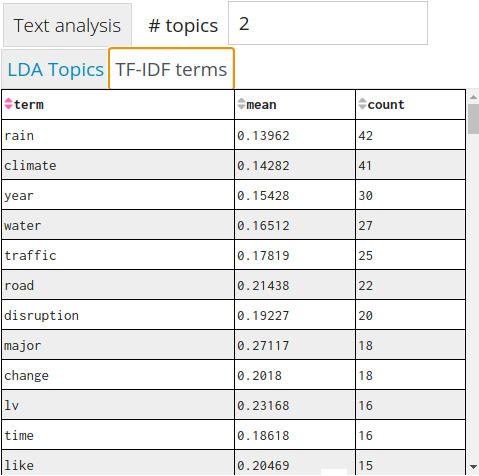 Text analysis # topics 2
LDA Topics TF-IDF terms
term mean count
rain 0.13962 42
climate 0.14282 41
year 0.15428 30
water 0.16512 27
traffic 0.17819 25
road 0.21438 22
disruption 0.19227 20
major 0.27117 18
change 0.2018 18
lv 0.23168 16
time 0.18618 16
like 0.20469 15